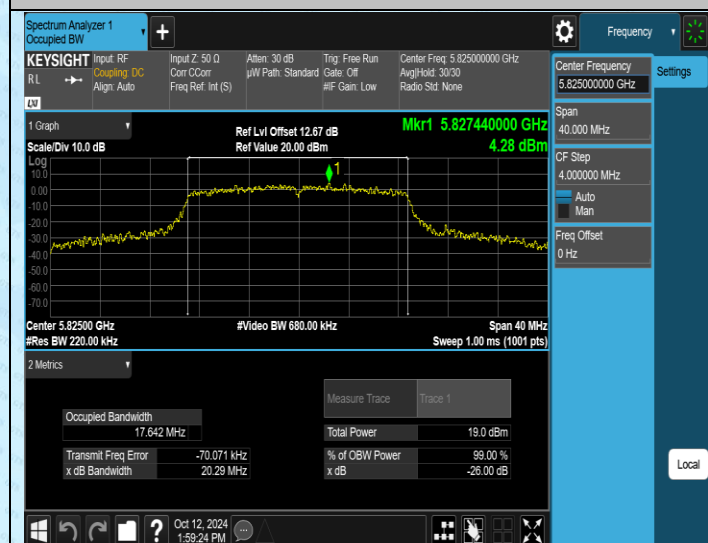 Spectrum Analyzer 1
Occupied BW
Frequency
KEYSIGHT
R L
LXI
Input: RF
Coupling: DC
Align: Auto
Input Z: 50 Ω
Corr CCorr
Freq Ref: Int (S)
Atten: 30 dB
µW Path: Standard
Trig: Free Run
Gate: Off
#IF Gain: Low
Center Freq: 5.825000000 GHz
Avg|Hold: 30/30
Radio Std: None
Center Frequency
5.825000000 GHz
Settings
Span
40.000 MHz
CF Step
4.000000 MHz
Auto
Man
Freq Offset
0 Hz
1 Graph
Scale/Div 10.0 dB
Ref Lvl Offset 12.67 dB
Ref Value 20.00 dBm
Mkr1 5.827440000 GHz
4.28 dBm
Log
10.0
0.00
-10.0
-20.0
-30.0
-40.0
-50.0
-60.0
-70.0
1
Center 5.82500 GHz
#Res BW 220.00 kHz
#Video BW 680.00 kHz
Span 40 MHz
Sweep 1.00 ms (1001 pts)
2 Metrics
Measure Trace
Trace 1
Occupied Bandwidth
17.642 MHz
Total Power
19.0 dBm
Transmit Freq Error
-70.071 kHz
% of OBW Power
99.00 %
x dB Bandwidth
20.29 MHz
x dB
-26.00 dB
Local
?
Oct 12, 2024
1:59:24 PM